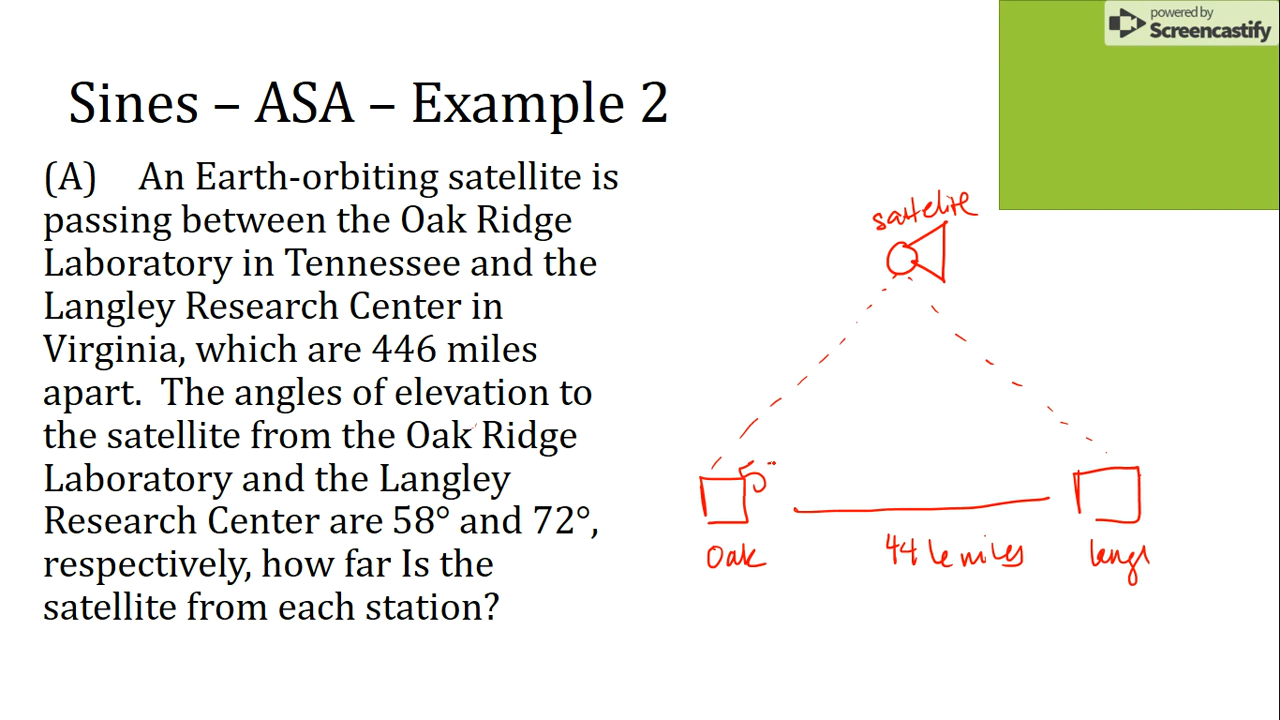 powered by
Screencastify
Sines – ASA – Example 2
(A) An Earth-orbiting satellite is
passing between the Oak Ridge
Laboratory in Tennessee and the
Langley Research Center in
Virginia, which are 446 miles
apart. The angles of elevation to
the satellite from the Oak Ridge
Laboratory and the Langley
Research Center are 58° and 72°,
respectively, how far Is the
satellite from each station?
sattelite
5
Oak
446 miles
langl